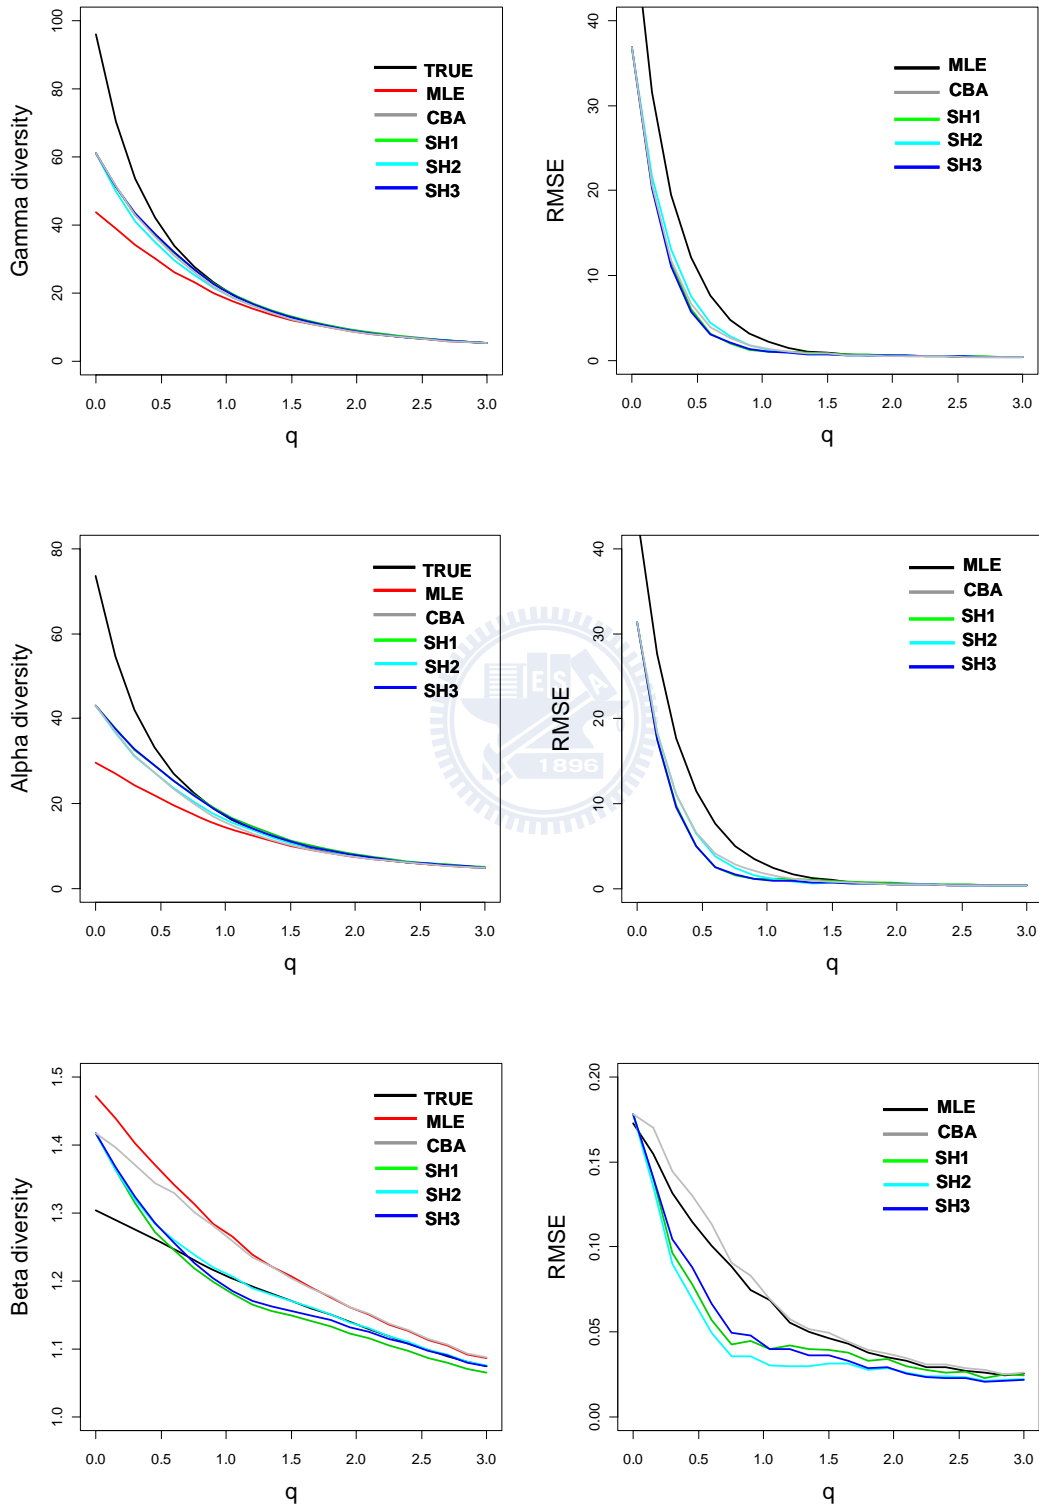 Gamma diversity
100
80
60
40
20
0
TRUE
MLE
CBA
SH1
SH2
SH3
0.0 0.5 1.0 1.5 2.0 2.5 3.0
q
RMSE
40
30
20
10
0
MLE
CBA
SH1
SH2
SH3
0.0 0.5 1.0 1.5 2.0 2.5 3.0
q
Alpha diversity
80
60
40
20
0
TRUE
MLE
CBA
SH1
SH2
SH3
0.0 0.5 1.0 1.5 2.0 2.5 3.0
q
E S A
1896
RMSE
40
30
20
10
0
MLE
CBA
SH1
SH2
SH3
0.0 0.5 1.0 1.5 2.0 2.5 3.0
q
Beta diversity
1.5
1.4
1.3
1.2
1.1
1.0
TRUE
MLE
CBA
SH1
SH2
SH3
0.0 0.5 1.0 1.5 2.0 2.5 3.0
q
RMSE
0.20
0.15
0.10
0.05
0.00
MLE
CBA
SH1
SH2
SH3
0.0 0.5 1.0 1.5 2.0 2.5 3.0
q